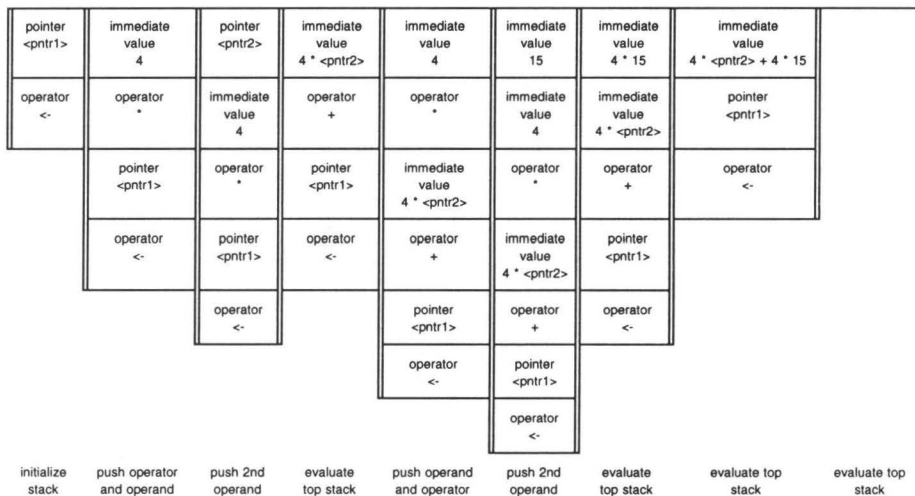 pointer <pntr1>
operator <-
immediate value 4
operator *
pointer <pntr1>
operator <-
pointer <pntr2>
immediate value 4
operator *
pointer <pntr1>
operator <-
immediate value 4 * <pntr2>
operator +
pointer <pntr1>
operator <-
immediate value 4
operator *
immediate value 4 * <pntr2>
operator +
pointer <pntr1>
operator <-
immediate value 15
immediate value 4
operator *
immediate value 4 * <pntr2>
operator +
pointer <pntr1>
operator <-
immediate value 4 * 15
immediate value 4 * <pntr2>
operator +
pointer <pntr1>
operator <-
immediate value 4 * <pntr2> + 4 * 15
pointer <pntr1>
operator <-
initialize stack
push operator and operand
push 2nd operand
evaluate top stack
push operand and operator
push 2nd operand
evaluate top stack
evaluate top stack
evaluate top stack